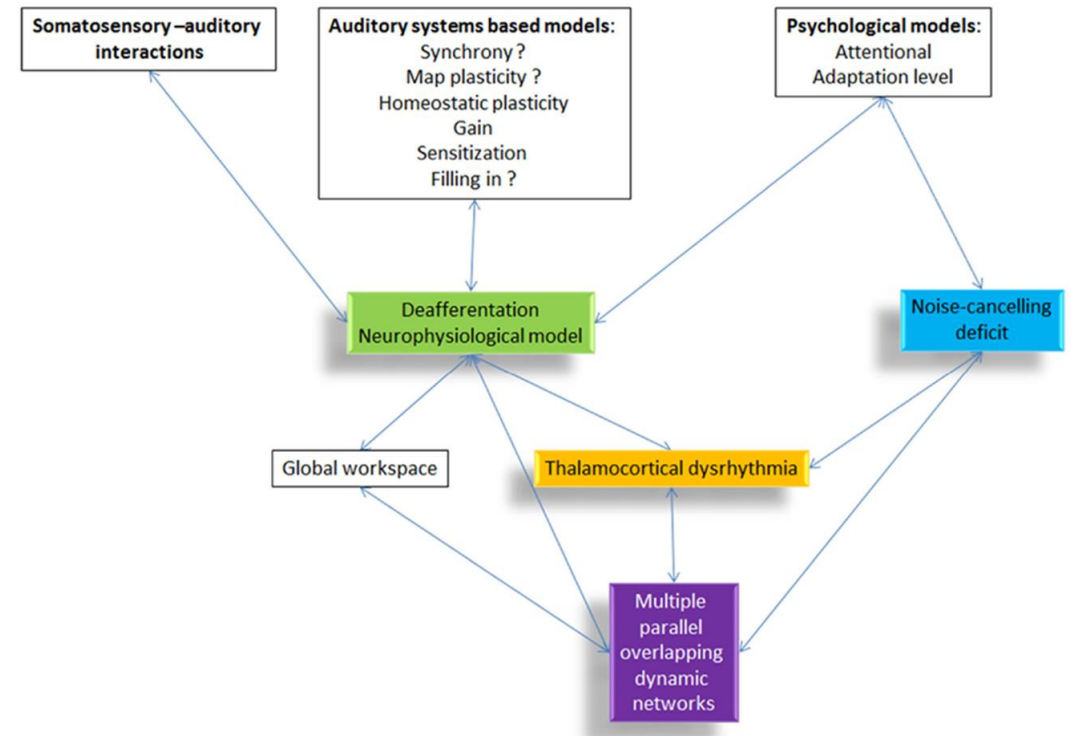 Somatosensory –auditory
interactions
Auditory systems based models:
Synchrony ?
Map plasticity ?
Homeostatic plasticity
Gain
Sensitization
Filling in ?
Psychological models:
Attentional
Adaptation level
Deafferentation
Neurophysiological model
Noise-cancelling
deficit
Global workspace
Thalamocortical dysrhythmia
Multiple
parallel
overlapping
dynamic
networks